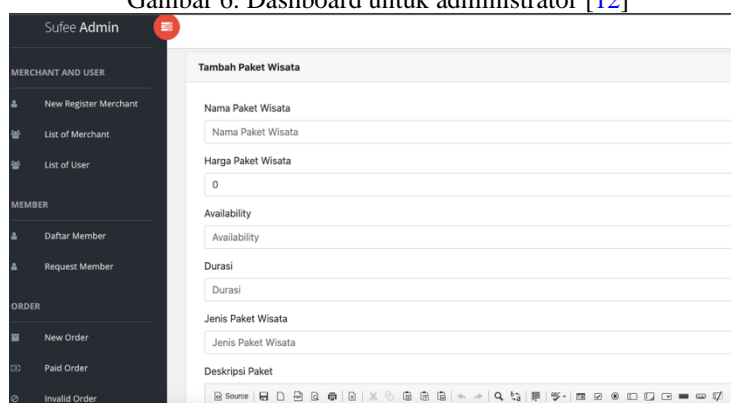 Gambar 6. Dashboard untuk administrator [12]
Sufee Admin
MERCHANT AND USER
New Register Merchant
List of Merchant
List of User
MEMBER
Daftar Member
Request Member
ORDER
New Order
Paid Order
Invalid Order
Tambah Paket Wisata
Nama Paket Wisata
Nama Paket Wisata
Harga Paket Wisata
0
Availability
Availability
Durasi
Durasi
Jenis Paket Wisata
Jenis Paket Wisata
Deskripsi Paket
Source